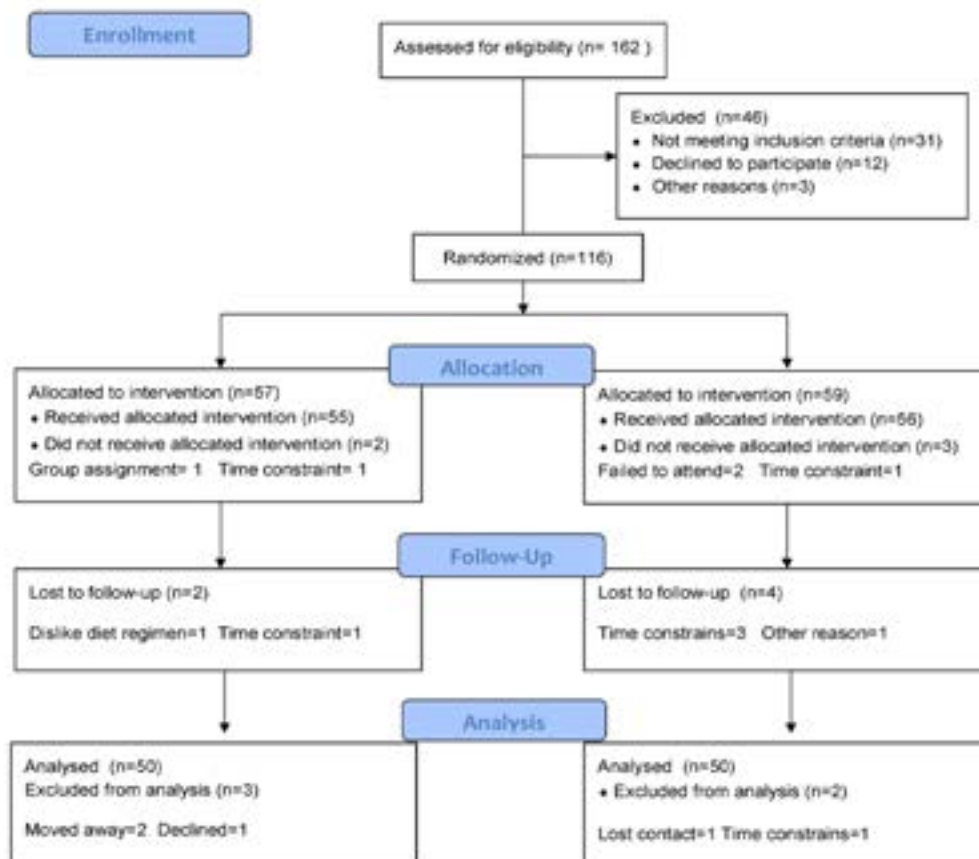 Enrollment
Assessed for eligibility (n= 162 )
Excluded (n=46)
• Not meeting inclusion criteria (n=31)
• Declined to participate (n=12)
• Other reasons (n=3)
Randomized (n=116)
Allocation
Allocated to intervention (n=57)
• Received allocated intervention (n=55)
• Did not receive allocated intervention (n=2)
Group assignment= 1 Time constraint= 1
Allocated to intervention (n=59)
• Received allocated intervention (n=56)
• Did not receive allocated intervention (n=3)
Failed to attend=2 Time constraint=1
Follow-Up
Lost to follow-up (n=2)
Dislike diet regimen=1 Time constraint=1
Lost to follow-up (n=4)
Time constrains=3 Other reason=1
Analysis
Analysed (n=50)
Excluded from analysis (n=3)
Moved away=2 Declined=1
Analysed (n=50)
• Excluded from analysis (n=2)
Lost contact=1 Time constrains=1